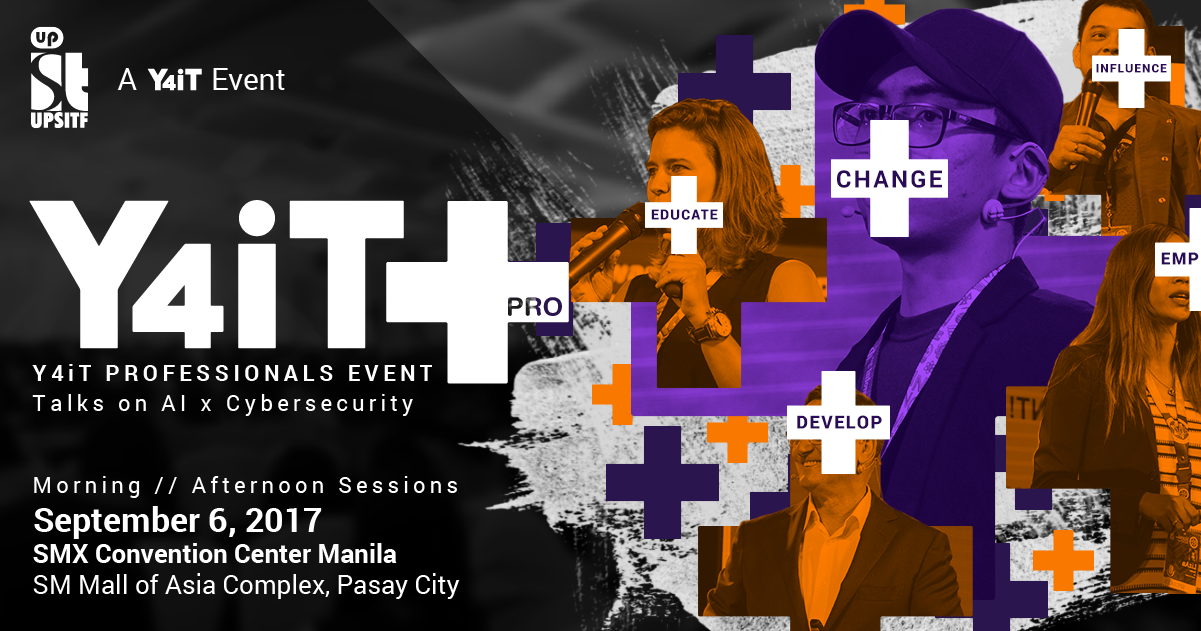 up
st
UPSITF
A Y4iT Event
Y4iT
PRO
Y4iT PROFESSIONALS EVENT
Talks on AI x Cybersecurity
Morning // Afternoon Sessions
September 6, 2017
SMX Convention Center Manila
SM Mall of Asia Complex, Pasay City
INFLUENCE
CHANGE
EDUCATE
EMP
DEVELOP